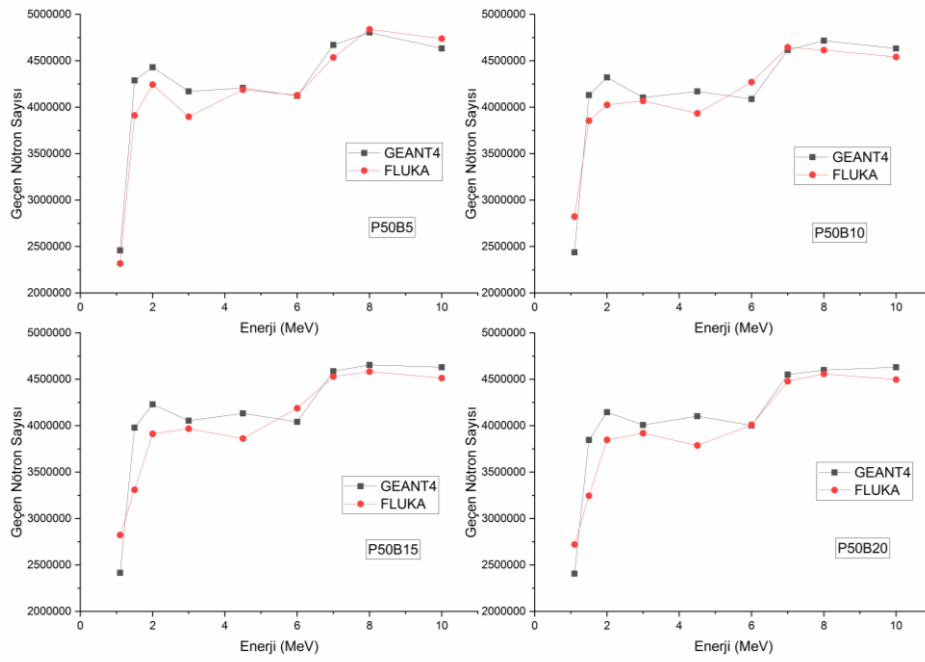 5000000
4500000
4000000
3500000
3000000
2500000
2000000
Geçen Nötron Sayısı
GEANT4
FLUKA
P50B5
0 2 4 6 8 10
Enerji (MeV)
5000000
4500000
4000000
3500000
3000000
2500000
2000000
Geçen Nötron Sayısı
GEANT4
FLUKA
P50B10
0 2 4 6 8 10
Enerji (MeV)
5000000
4500000
4000000
3500000
3000000
2500000
2000000
Geçen Nötron Sayısı
GEANT4
FLUKA
P50B15
0 2 4 6 8 10
Enerji (MeV)
5000000
4500000
4000000
3500000
3000000
2500000
2000000
Geçen Nötron Sayısı
GEANT4
FLUKA
P50B20
0 2 4 6 8 10
Enerji (MeV)